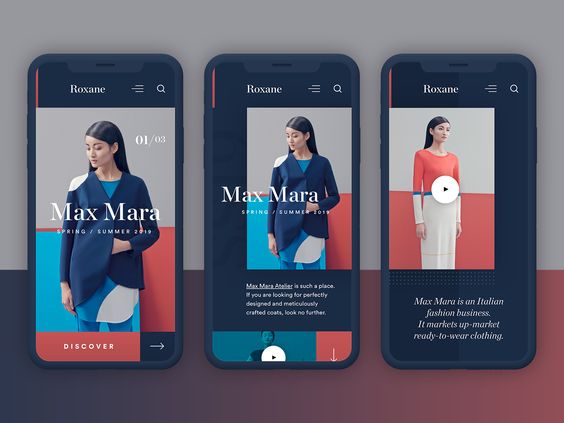 Roxane
01/03
Max Mara
SPRING / SUMMER 2019
DISCOVER
Roxane
Max Mara
SPRING / SUMMER 2019
Max Mara Atelier is such a place.
If you are looking for perfectly
designed and meticulously
crafted coats, look no further.
Roxane
Max Mara is an Italian
fashion business.
It markets up-market
ready-to-wear clothing.